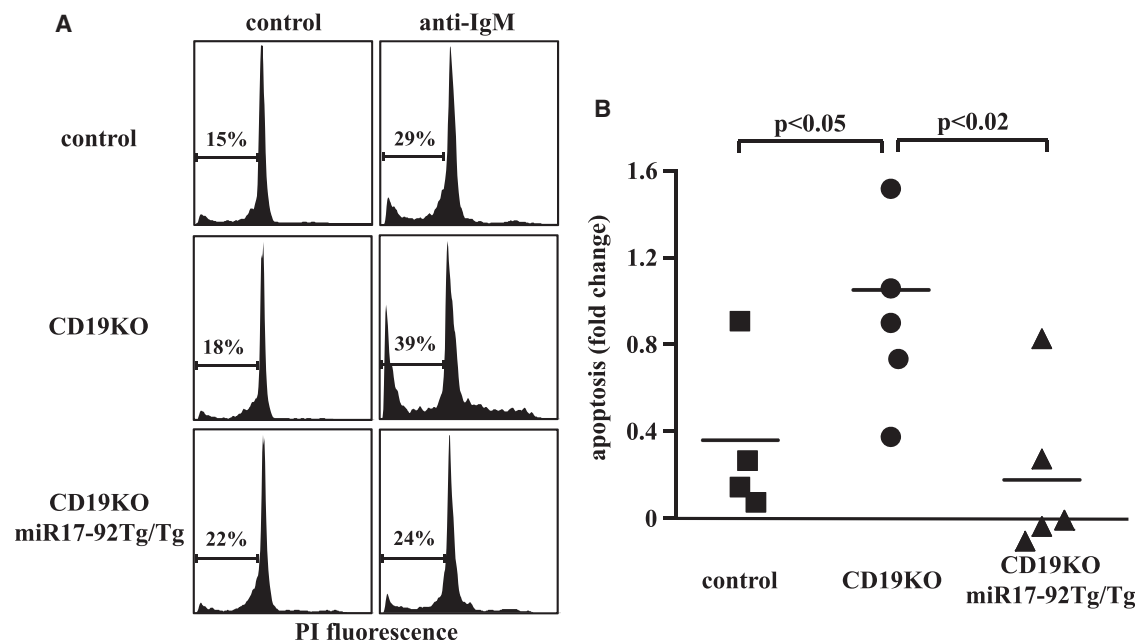 A
control anti-IgM
control
15%
29%
CD19KO
18%
39%
CD19KO
miR17-92Tg/Tg
22%
24%
PI fluorescence
B
p<0.05 p<0.02
apoptosis (fold change)
1.6
1.2
0.8
0.4
0
control CD19KO CD19KO
miR17-92Tg/Tg